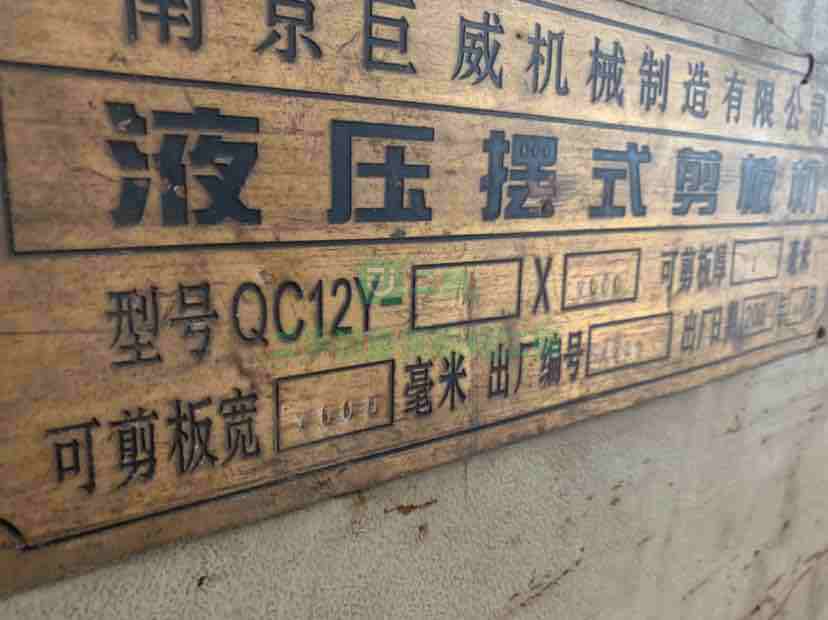 南京巨威机械制造有限公司
液压摆式剪板机
型号QC12Y- X 可剪板厚 毫米
可剪板宽 毫米 出厂编号 出厂日期 年 月